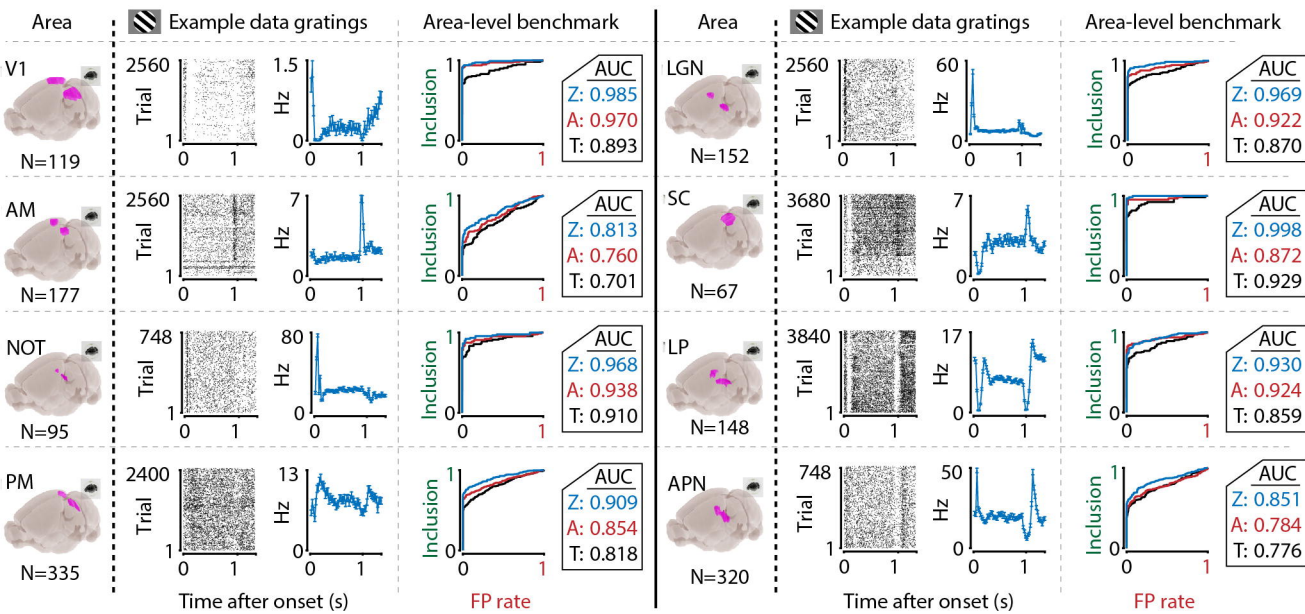 Area Example data gratings Area-level benchmark Area Example data gratings Area-level benchmark
V1
N=119
Trial
2560
1
0 1
Hz
1.5
0
0 1
Inclusion
1
0
0 1
AUC
Z: 0.985
A: 0.970
T: 0.893
LGN
N=152
Trial
2560
1
0 1
Hz
60
0
0 1
Inclusion
1
0
0 1
AUC
Z: 0.969
A: 0.922
T: 0.870
AM
N=177
Trial
2560
1
0 1
Hz
7
0
0 1
Inclusion
1
0
0 1
AUC
Z: 0.813
A: 0.760
T: 0.701
SC
N=67
Trial
3680
1
0 1
Hz
7
0
0 1
Inclusion
1
0
0 1
AUC
Z: 0.998
A: 0.872
T: 0.929
NOT
N=95
Trial
748
1
0 1
Hz
80
0
0 1
Inclusion
1
0
0 1
AUC
Z: 0.968
A: 0.938
T: 0.910
LP
N=148
Trial
3840
1
0 1
Hz
17
0
0 1
Inclusion
1
0
0 1
AUC
Z: 0.930
A: 0.924
T: 0.859
PM
N=335
Trial
2400
1
0 1
Hz
13
0
0 1
Inclusion
1
0
0 1
AUC
Z: 0.909
A: 0.854
T: 0.818
APN
N=320
Trial
748
1
0 1
Hz
50
0
0 1
Inclusion
1
0
0 1
AUC
Z: 0.851
A: 0.784
T: 0.776
Time after onset (s) FP rate Time after onset (s) FP rate